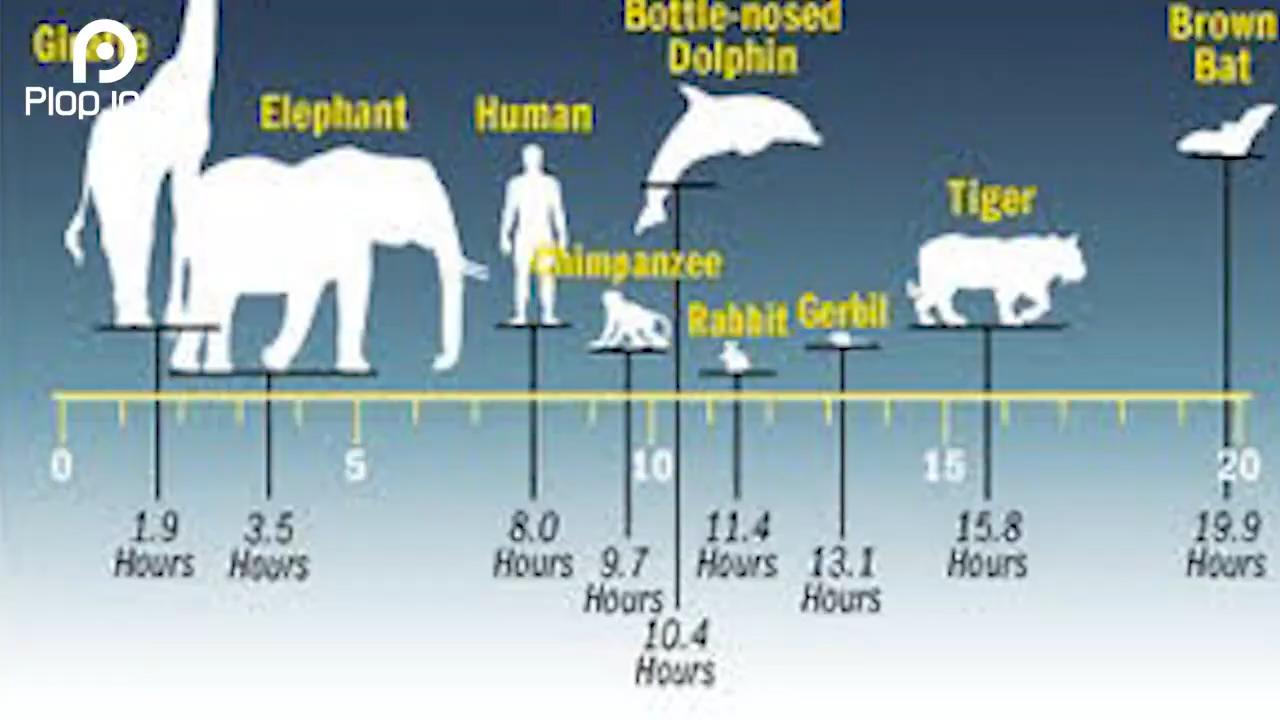 Bottle-nosed
Dolphin
Brown
Bat
Elephant
Human
Tiger
Chimpanzee
Rabbit
Gerbil
0
5
10
15
20
1.9
Hours
3.5
Hours
8.0
Hours
9.7
Hours
10.4
Hours
11.4
Hours
13.1
Hours
15.8
Hours
19.9
Hours